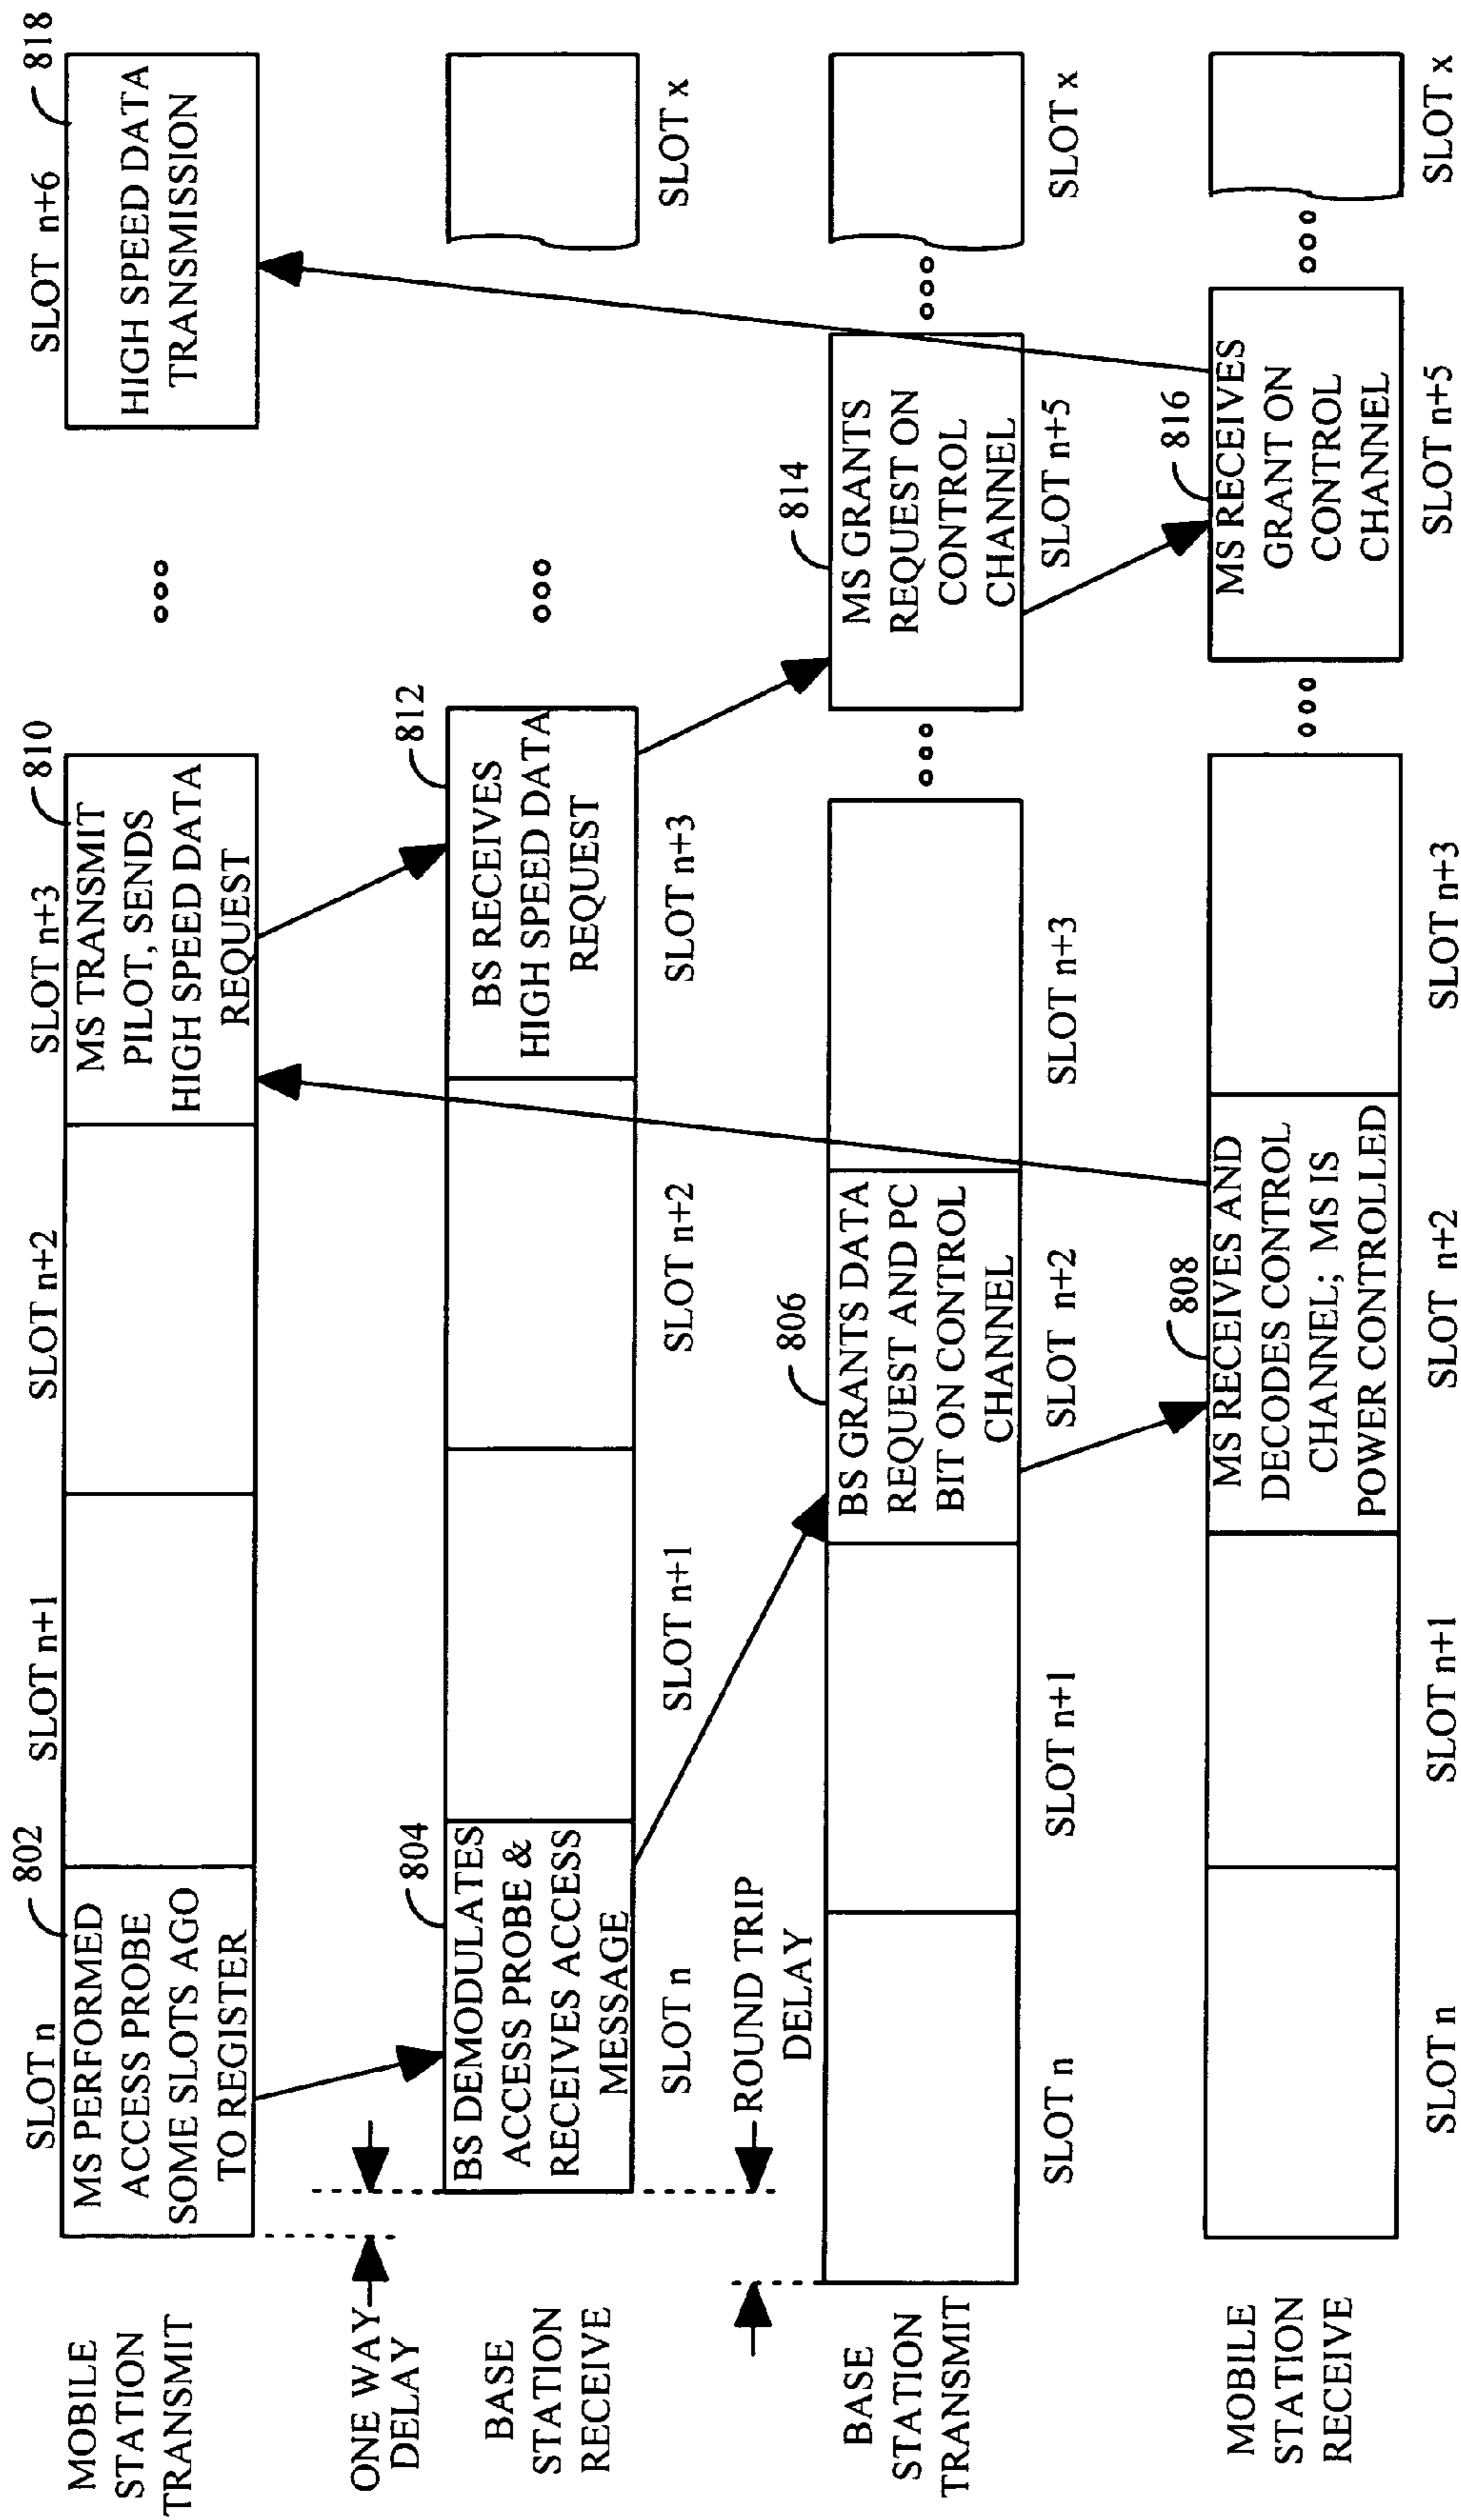 MOBILE
STATION
TRANSMIT
SLOT n
802
MS PERFORMED
ACCESS PROBE
SOME SLOTS AGO
TO REGISTER
SLOT n+1
SLOT n+2
SLOT n+3
810
MS TRANSMIT
PILOT, SENDS
HIGH SPEED DATA
REQUEST
SLOT n+6
818
HIGH SPEED DATA
TRANSMISSION
ONE WAY
DELAY
BASE
STATION
RECEIVE
804
BS DEMODULATES
ACCESS PROBE &
RECEIVES ACCESS
MESSAGE
812
BS RECEIVES
HIGH SPEED DATA
REQUEST
SLOT n
SLOT n+1
SLOT n+2
SLOT n+3
SLOT x
ROUND TRIP
DELAY
BASE
STATION
TRANSMIT
806
BS GRANTS DATA
REQUEST AND PC
BIT ON CONTROL
CHANNEL
814
MS GRANTS
REQUEST ON
CONTROL
CHANNEL
SLOT n
SLOT n+1
SLOT n+2
SLOT n+3
SLOT n+5
SLOT x
MOBILE
STATION
RECEIVE
808
MS RECEIVES AND
DECODES CONTROL
CHANNEL; MS IS
POWER CONTROLLED
816
MS RECEIVES
GRANT ON
CONTROL
CHANNEL
SLOT n
SLOT n+1
SLOT n+2
SLOT n+3
SLOT n+5
SLOT x